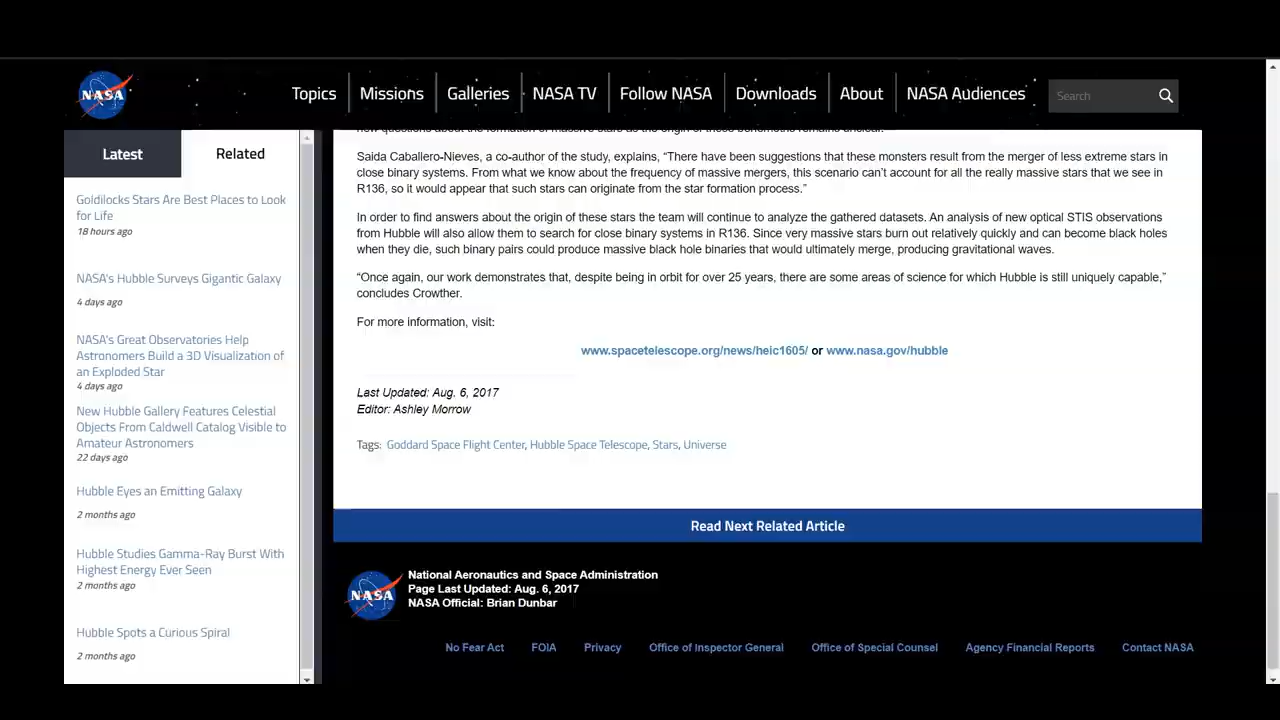 NASA
Topics
Missions
Galleries
NASA TV
Follow NASA
Downloads
About
NASA Audiences
Search
Latest
Related
Goldilocks Stars Are Best Places to Look
for Life
18 hours ago
NASA's Hubble Surveys Gigantic Galaxy
4 days ago
NASA's Great Observatories Help
Astronomers Build a 3D Visualization of
an Exploded Star
4 days ago
New Hubble Gallery Features Celestial
Objects From Caldwell Catalog Visible to
Amateur Astronomers
22 days ago
Hubble Eyes an Emitting Galaxy
2 months ago
Hubble Studies Gamma-Ray Burst With
Highest Energy Ever Seen
2 months ago
Hubble Spots a Curious Spiral
2 months ago
new questions about the formation of massive stars as the origin of these behemoths remains unclear.
Saida Caballero-Nieves, a co-author of the study, explains, “There have been suggestions that these monsters result from the merger of less extreme stars in
close binary systems. From what we know about the frequency of massive mergers, this scenario can’t account for all the really massive stars that we see in
R136, so it would appear that such stars can originate from the star formation process.”
In order to find answers about the origin of these stars the team will continue to analyze the gathered datasets. An analysis of new optical STIS observations
from Hubble will also allow them to search for close binary systems in R136. Since very massive stars burn out relatively quickly and can become black holes
when they die, such binary pairs could produce massive black hole binaries that would ultimately merge, producing gravitational waves.
“Once again, our work demonstrates that, despite being in orbit for over 25 years, there are some areas of science for which Hubble is still uniquely capable,”
concludes Crowther.
For more information, visit:
www.spacetelescope.org/news/heic1605/ or www.nasa.gov/hubble
Last Updated: Aug. 6, 2017
Editor: Ashley Morrow
Tags: Goddard Space Flight Center, Hubble Space Telescope, Stars, Universe
Read Next Related Article
NASA
National Aeronautics and Space Administration
Page Last Updated: Aug. 6, 2017
NASA Official: Brian Dunbar
No Fear Act
FOIA
Privacy
Office of Inspector General
Office of Special Counsel
Agency Financial Reports
Contact NASA